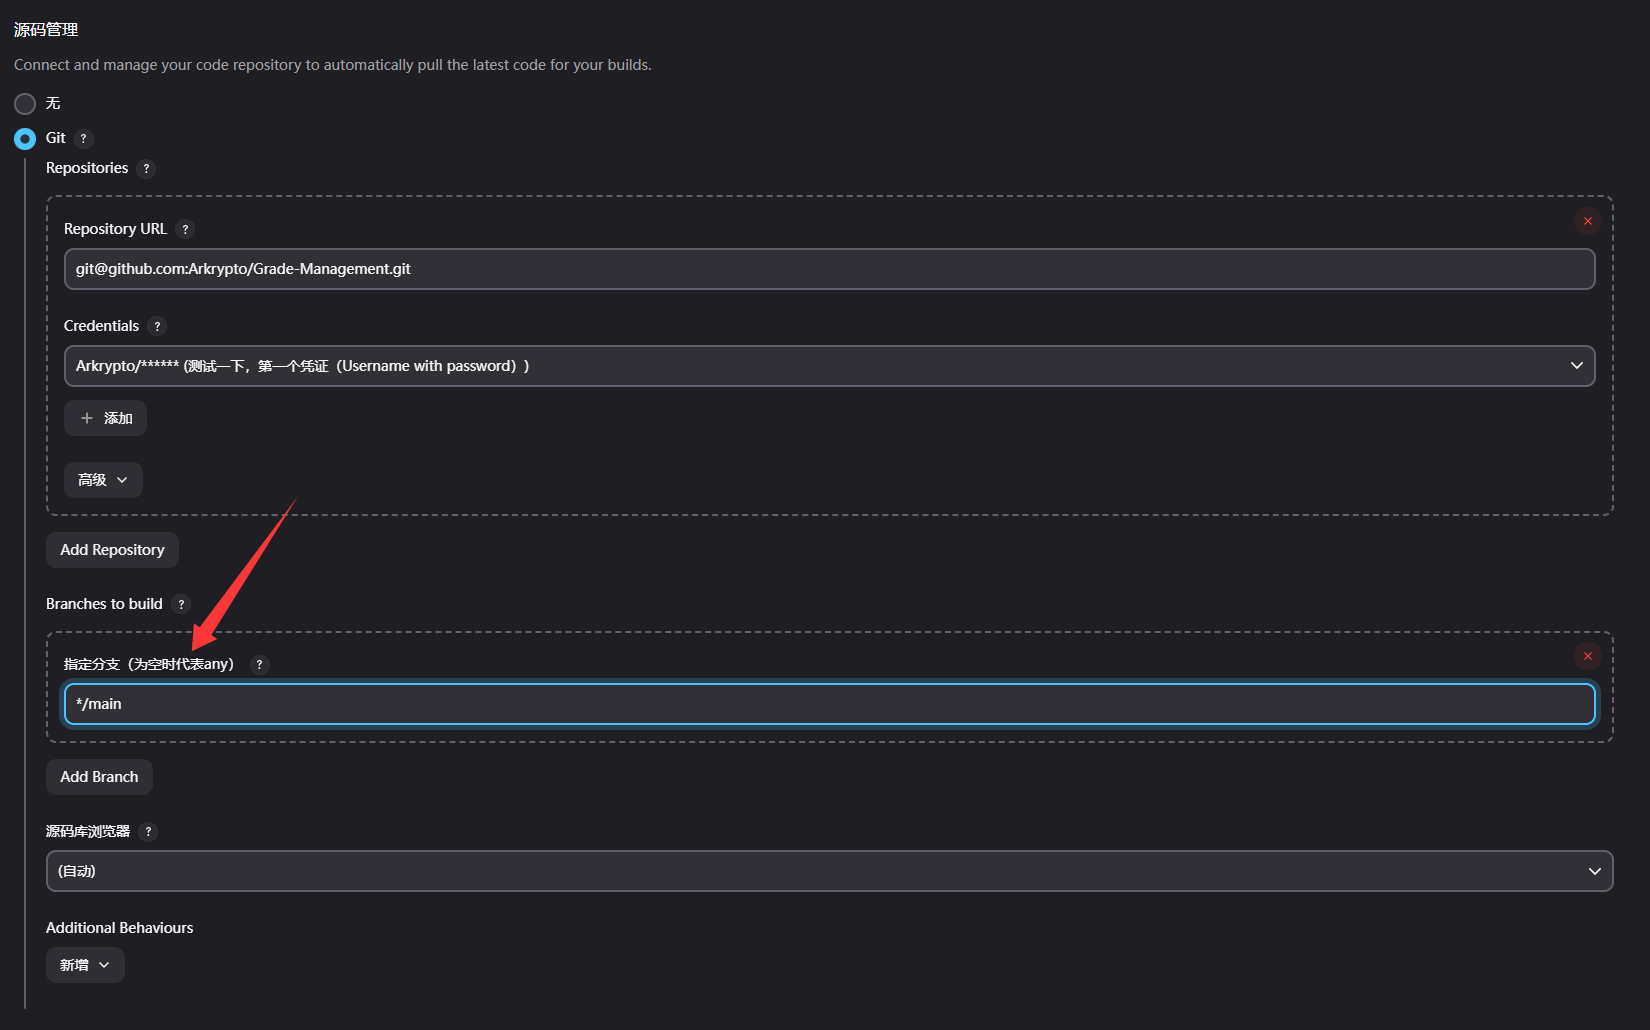 源码管理
Connect and manage your code repository to automatically pull the latest code for your builds.
无
Git ?
Repositories ?
Repository URL ?
git@github.com:Arkrypto/Grade-Management.git
Credentials ?
Arkrypto/****** (测试一下，第一个凭证（Username with password）)
添加
高级
Add Repository
Branches to build ?
指定分支（为空时代表any） ?
*/main
Add Branch
源码库浏览器 ?
(自动)
Additional Behaviours
新增